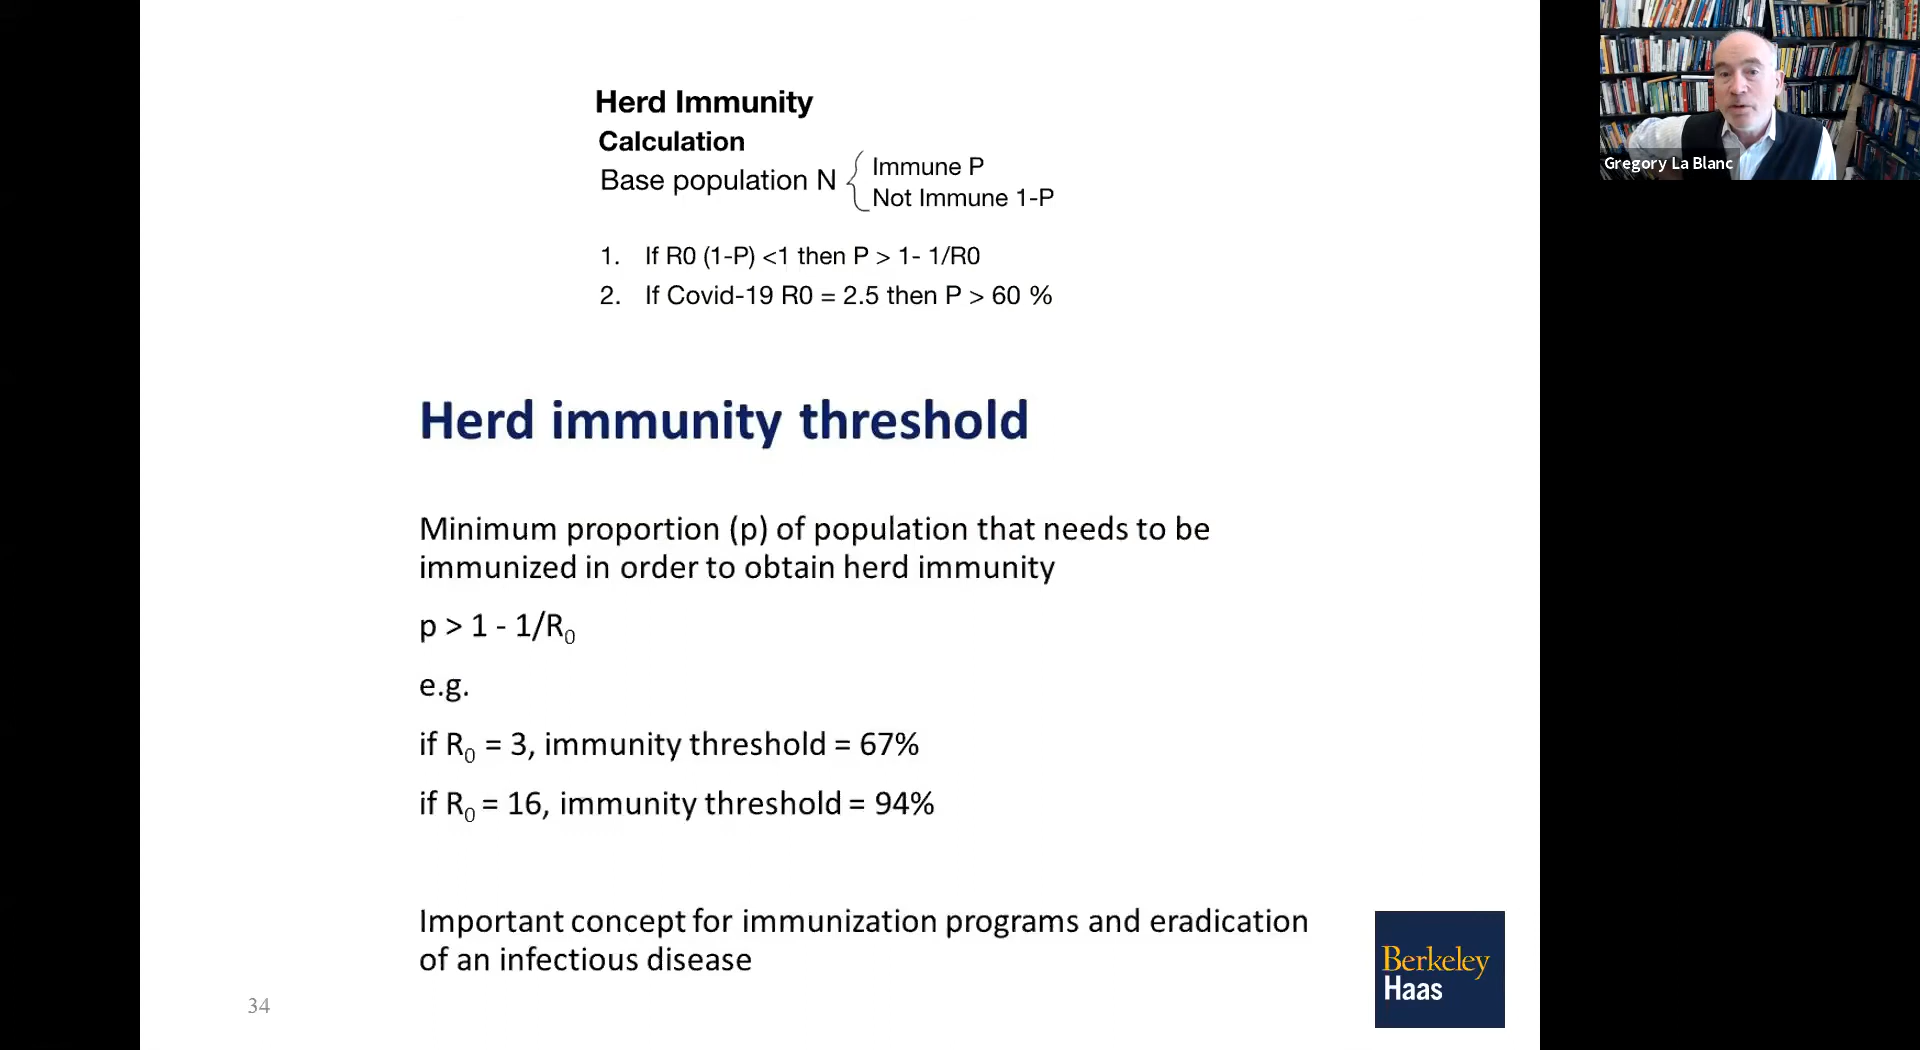 Herd Immunity
Calculation
Base population N
Immune P
Not Immune 1-P
1. If R0 (1-P) <1 then P > 1- 1/R0
2. If Covid-19 R0 = 2.5 then P > 60 %
Herd immunity threshold
Minimum proportion (p) of population that needs to be
immunized in order to obtain herd immunity
p > 1 - 1/R₀
e.g.
if R₀ = 3, immunity threshold = 67%
if R₀ = 16, immunity threshold = 94%
Important concept for immunization programs and eradication
of an infectious disease
34
Berkeley
Haas
Gregory La Blanc